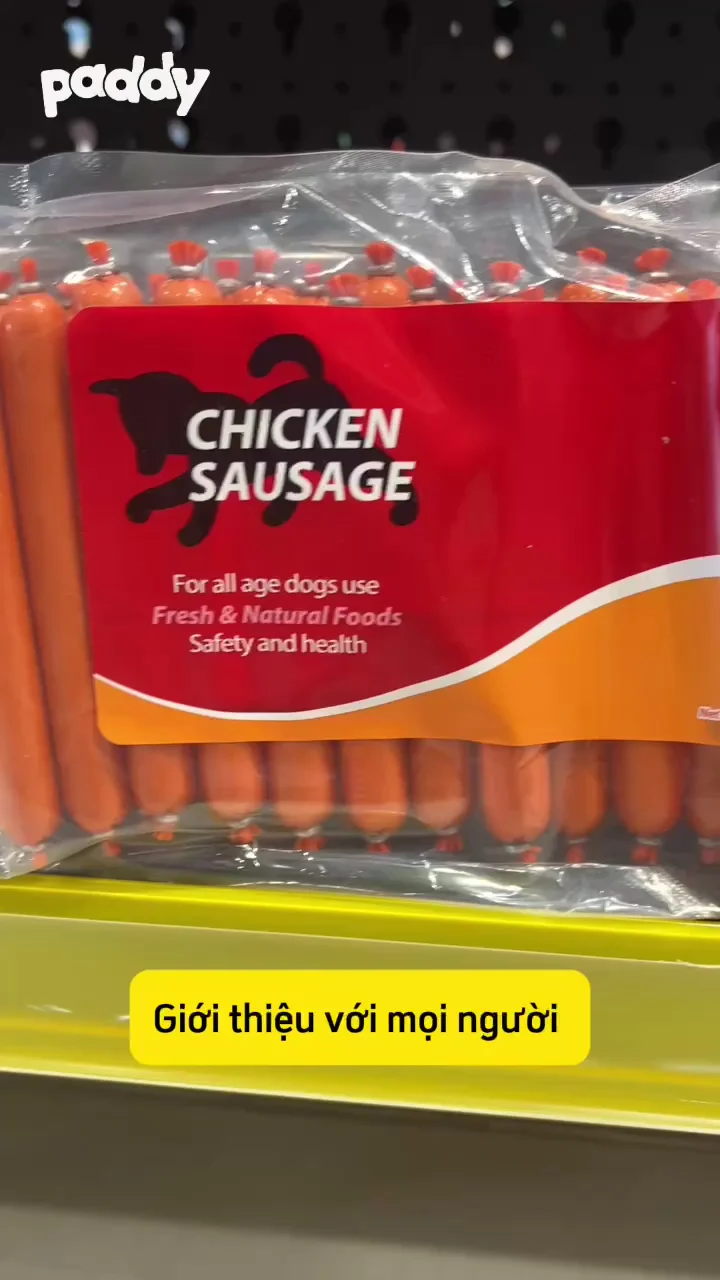 paddy
CHICKEN
SAUSAGE
For all age dogs use
Fresh & Natural Foods
Safety and health
Giới thiệu với mọi người